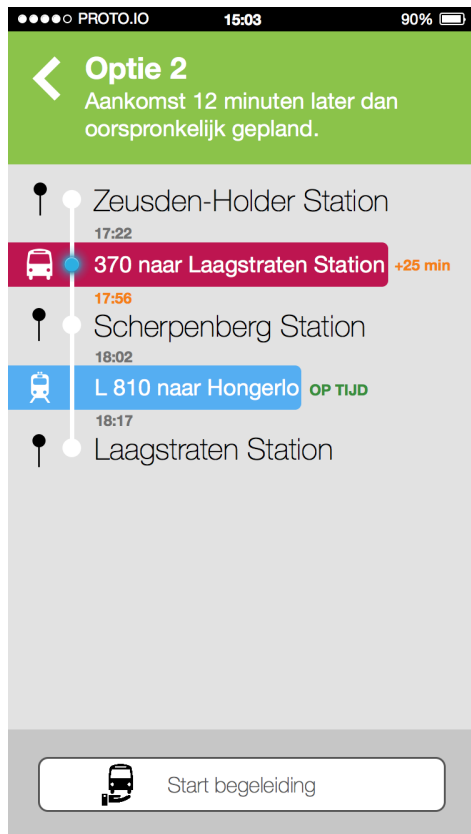 PROTO.IO 15:03 90%
Optie 2
Aankomst 12 minuten later dan
oorspronkelijk gepland.
Zeusden-Holder Station
17:22
370 naar Laagstraten Station +25 min
17:56
Scherpenberg Station
18:02
L 810 naar Hongerlo OP TIJD
18:17
Laagstraten Station
Start begeleiding